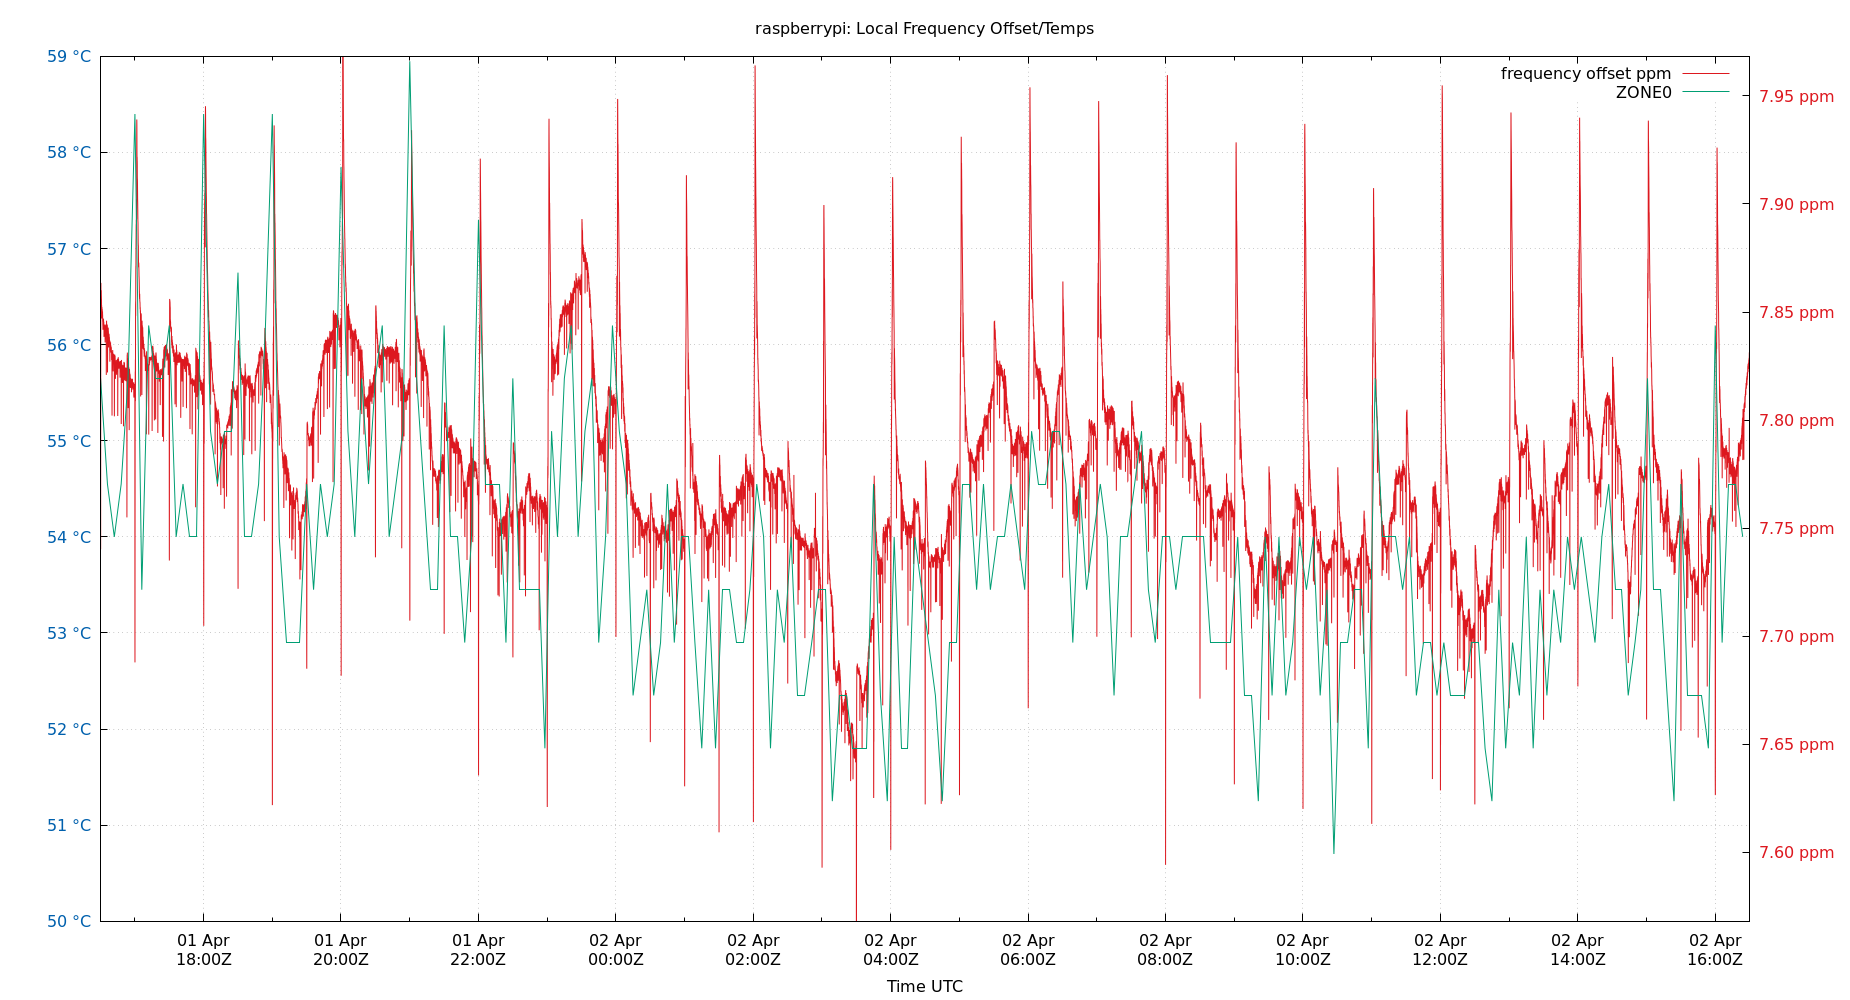 raspberrypi: Local Frequency Offset/Temps
59 °C
58 °C
57 °C
56 °C
55 °C
54 °C
53 °C
52 °C
51 °C
50 °C
frequency offset ppm
ZONE0
7.95 ppm
7.90 ppm
7.85 ppm
7.80 ppm
7.75 ppm
7.70 ppm
7.65 ppm
7.60 ppm
01 Apr
18:00Z
01 Apr
20:00Z
01 Apr
22:00Z
02 Apr
00:00Z
02 Apr
02:00Z
02 Apr
04:00Z
02 Apr
06:00Z
02 Apr
08:00Z
02 Apr
10:00Z
02 Apr
12:00Z
02 Apr
14:00Z
02 Apr
16:00Z
Time UTC